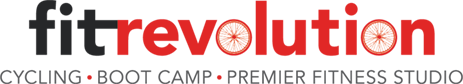 fitrevolution
CYCLING • BOOT CAMP • PREMIER FITNESS STUDIO